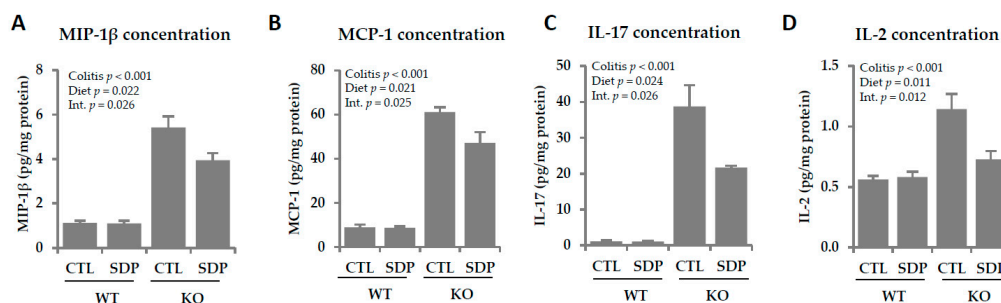 A
MIP-1β concentration
MIP-1β (pg/mg protein)
8
6
4
2
0
Colitis p < 0.001
Diet p = 0.022
Int. p = 0.026
CTL SDP CTL SDP
WT KO
B
MCP-1 concentration
MCP-1 (pg/mg protein)
80
60
40
20
0
Colitis p < 0.001
Diet p = 0.021
Int. p = 0.025
CTL SDP CTL SDP
WT KO
C
IL-17 concentration
IL-17 (pg/mg protein)
50
40
30
20
10
0
Colitis p < 0.001
Diet p = 0.024
Int. p = 0.026
CTL SDP CTL SDP
WT KO
D
IL-2 concentration
IL-2 (pg/mg protein)
1.5
1.0
0.5
0.0
Colitis p < 0.001
Diet p = 0.011
Int. p = 0.012
CTL SDP CTL SDP
WT KO